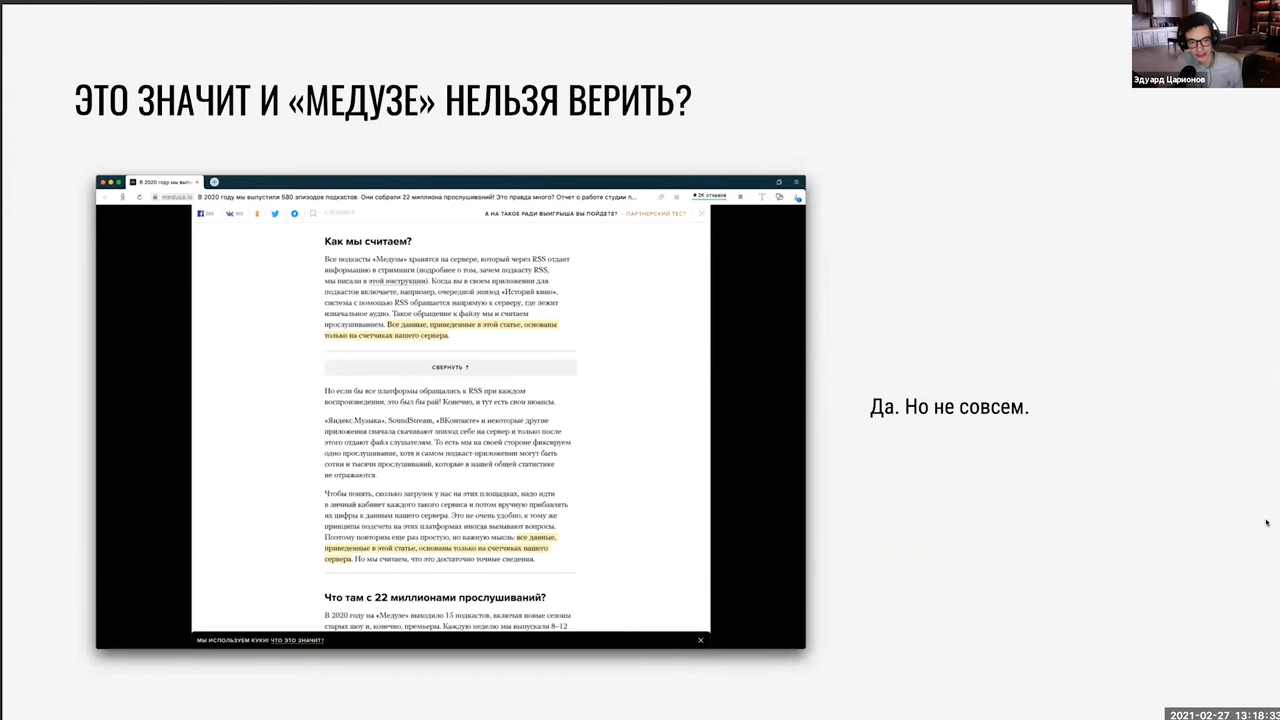 Эдуард Царионов
ЭТО ЗНАЧИТ И «МЕДУЗЕ» НЕЛЬЗЯ ВЕРИТЬ?
В 2020 году мы выпу
meduza.io
В 2020 году мы выпустили 580 эпизодов подкастов. Они собрали 22 миллиона прослушиваний! Это правда много? Отчет о работе студии п...
2K отзывов
А НА ТАКОЕ РАДИ ВЫИГРЫША ВЫ ПОЙДЕТЕ? - ПАРТНЕРСКИЙ ТЕСТ
Как мы считаем?
Все подкасты «Медузы» хранятся на сервере, который через RSS отдает
информацию в стриминги (подробнее о том, зачем подкасту RSS,
мы писали в этой инструкции). Когда вы в своем приложении для
подкастов включаете, например, очередной эпизод «Историй кино»,
система с помощью RSS обращается напрямую к серверу, где лежит
изначальное аудио. Такое обращение к файлу мы и считаем
прослушиванием. Все данные, приведенные в этой статье, основаны
только на счетчиках нашего сервера.
СВЕРНУТЬ ↑
Но если бы все платформы обращались к RSS при каждом
воспроизведении, это был бы рай! Конечно, и тут есть свои нюансы.
«Яндекс.Музыка», SoundStream, «ВКонтакте» и некоторые другие
приложения сначала скачивают эпизод себе на сервер и только после
этого отдают файл слушателям. То есть мы на своей стороне фиксируем
одно прослушивание, хотя в самом подкаст-приложении могут быть
сотни и тысячи прослушиваний, которые в нашей общей статистике
не отражаются.
Чтобы понять, сколько загрузок у нас на этих площадках, надо идти
в личный кабинет каждого такого сервиса и потом вручную прибавлять
их цифры к данным нашего сервера. Это не очень удобно, к тому же
принципы подсчета на этих платформах иногда вызывают вопросы.
Поэтому повторим еще раз простую, но важную мысль: все данные,
приведенные в этой статье, основаны только на счетчиках нашего
сервера. Но мы считаем, что это достаточно точные сведения.
Что там с 22 миллионами прослушиваний?
В 2020 году на «Медузе» выходило 15 подкастов, включая новые сезоны
старых шоу и, конечно, премьеры. Каждую неделю мы выпускали 8–12
МЫ ИСПОЛЬЗУЕМ КУКИ! ЧТО ЭТО ЗНАЧИТ?
Да. Но не совсем.
2021-02-27 13:18:33